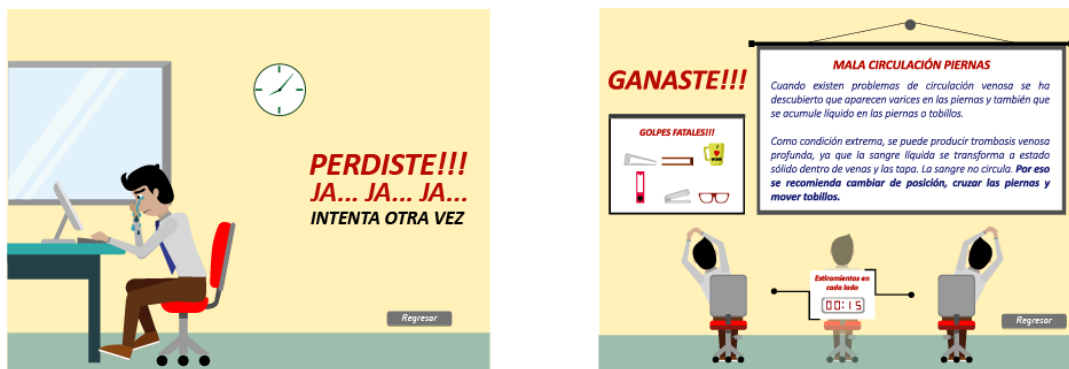 PERDISTE!!!
JA... JA... JA...
INTENTA OTRA VEZ
Regresar
GANASTE!!!
GOLPES FATALES!!!
MALA CIRCULACIÓN PIERNAS
Cuando existen problemas de circulación venosa se ha
descubierto que aparecen varices en las piernas y también que
se acumule líquido en las piernas o tobillos.
Como condición extrema, se puede producir trombosis venosa
profunda, ya que la sangre líquida se transforma a estado
sólido dentro de venas y las tapa. La sangre no circula. Por eso
se recomienda cambiar de posición, cruzar las piernas y
mover tobillos.
Estiramientos en
cada lado
00:15
Regresar